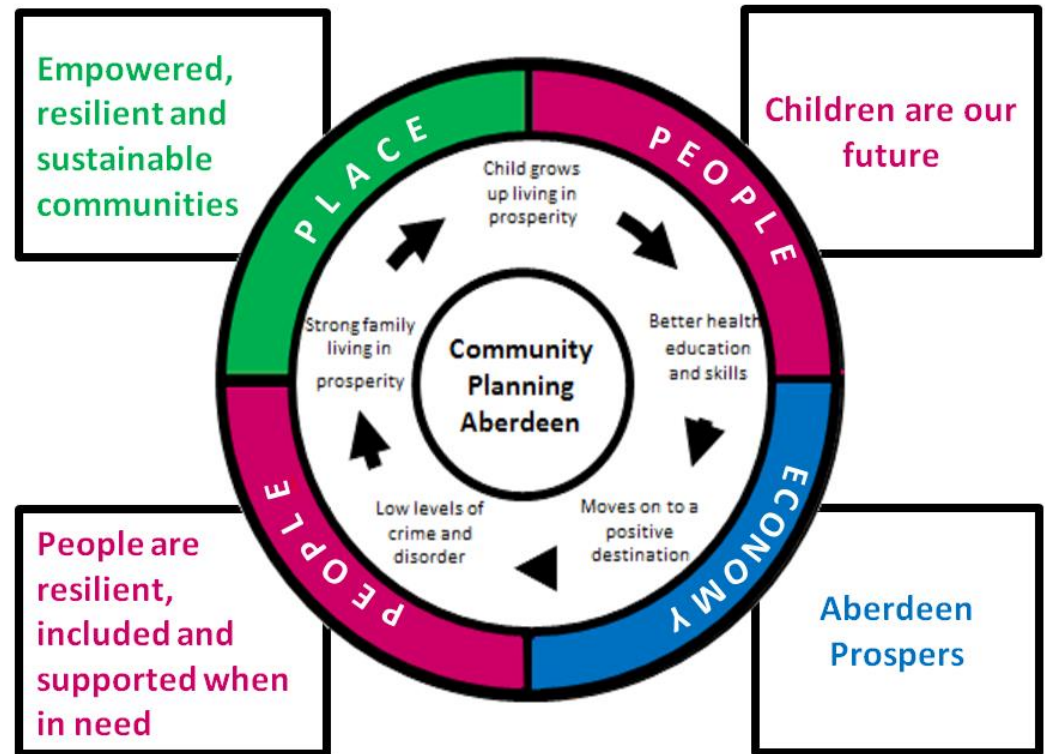 Empowered,
resilient and
sustainable
communities
Children are our
future
PLACE
PEOPLE
Child grows
up living in
prosperity
Strong family
living in
prosperity
Better health
education
and skills
Community
Planning
Aberdeen
Low levels of
crime and
disorder
Moves on to a
positive
destination
PEOPLE
ECONOMY
People are
resilient,
included and
supported when
in need
Aberdeen
Prospers